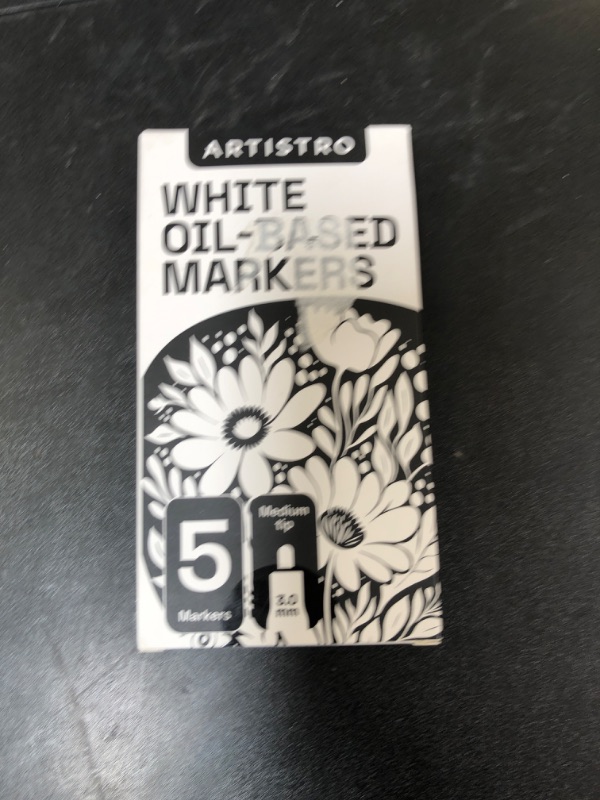 ARTISTRO
WHITE
OIL-BASED
MARKERS
5
Markers
Medium
tip
3.0
mm